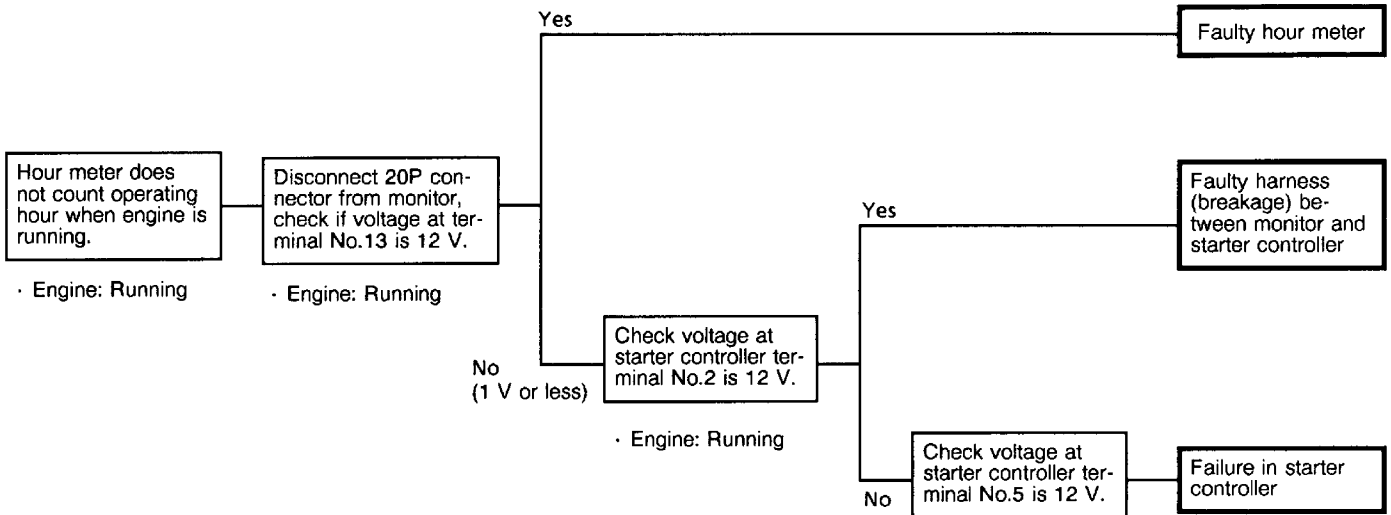 Yes
Faulty hour meter
Hour meter does
not count operating
hour when engine is
running.
· Engine: Running
Disconnect 20P con-
nector from monitor,
check if voltage at ter-
minal No.13 is 12 V.
· Engine: Running
Yes
Faulty harness
(breakage) be-
tween monitor and
starter controller
No
(1 V or less)
Check voltage at
starter controller ter-
minal No.2 is 12 V.
· Engine: Running
No
Check voltage at
starter controller ter-
minal No.5 is 12 V.
Failure in starter
controller